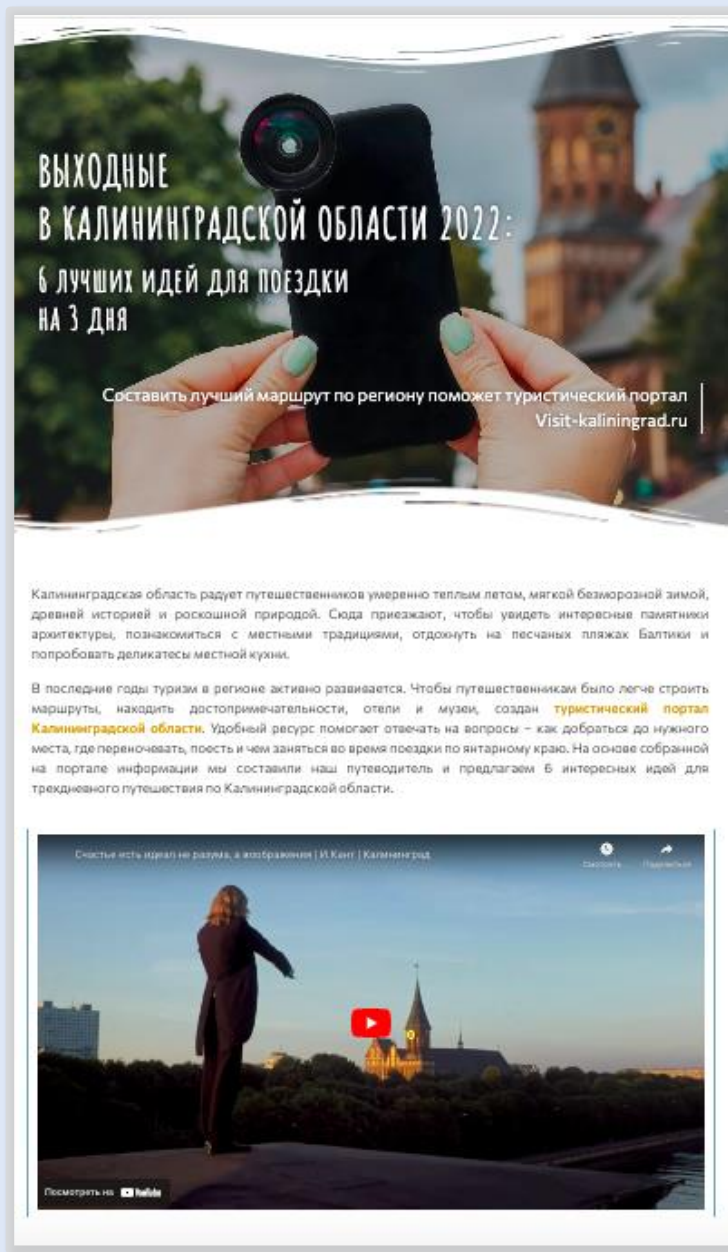 ВЫХОДНЫЕ
В КАЛИНИНГРАДСКОЙ ОБЛАСТИ 2022:
6 ЛУЧШИХ ИДЕЙ ДЛЯ ПОЕЗДКИ
НА 3 ДНЯ
Составить лучший маршрут по региону поможет туристический портал
Visit-kaliningrad.ru
Калининградская область радует путешественников умеренно теплым летом, мягкой безморозной зимой,
древней историей и роскошной природой. Сюда приезжают, чтобы увидеть интересные памятники
архитектуры, познакомиться с местными традициями, отдохнуть на песчаных пляжах Балтики и
попробовать деликатесы местной кухни.
В последние годы туризм в регионе активно развивается. Чтобы путешественникам было легче строить
маршруты, находить достопримечательности, отели и музеи, создан туристический портал
Калининградской области. Удобный ресурс помогает отвечать на вопросы – как добраться до нужного
места, где переночевать, поесть и чем заняться во время поездки по янтарному краю. На основе собранной
на портале информации мы составили наш путеводитель и предлагаем 6 интересных идей для
трехдневного путешествия по Калининградской области.
Счастье есть идеал не разума, а воображения | И.Кант | Калининград
Смотреть Поделиться
Посмотреть на YouTube